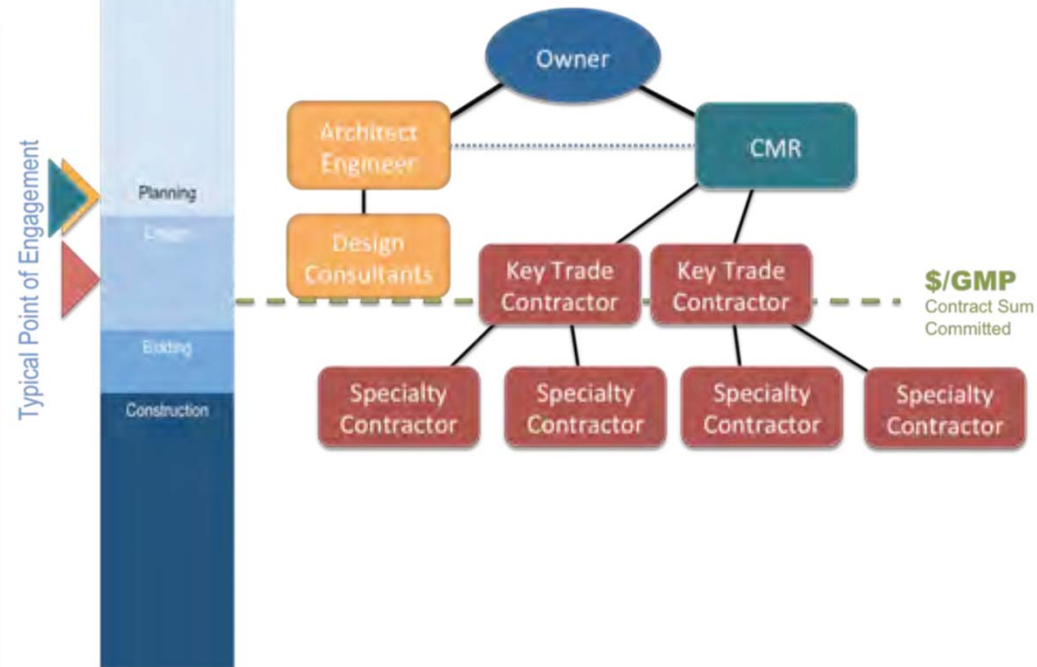 Typical Point of Engagement
Planning
Design
Bidding
Construction
Owner
Architect
Engineer
CMR
Design
Consultants
Key Trade
Contractor
Key Trade
Contractor
$/GMP
Contract Sum
Committed
Specialty
Contractor
Specialty
Contractor
Specialty
Contractor
Specialty
Contractor